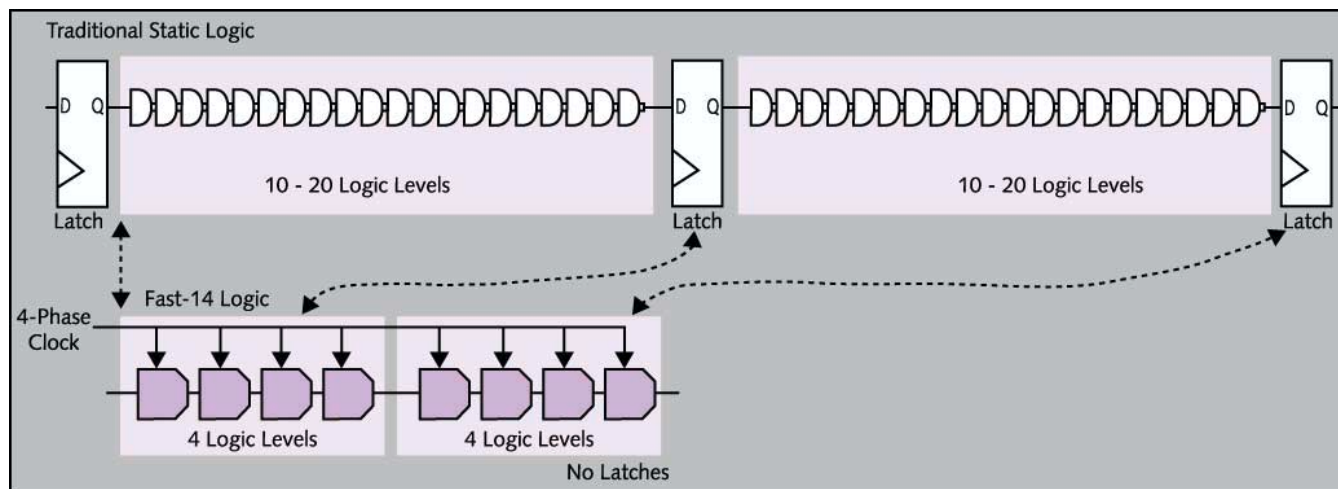 Traditional Static Logic
D Q
D Q
D Q
10 - 20 Logic Levels
10 - 20 Logic Levels
Latch
Latch
Latch
Fast-14 Logic
4-Phase
Clock
4 Logic Levels
4 Logic Levels
No Latches